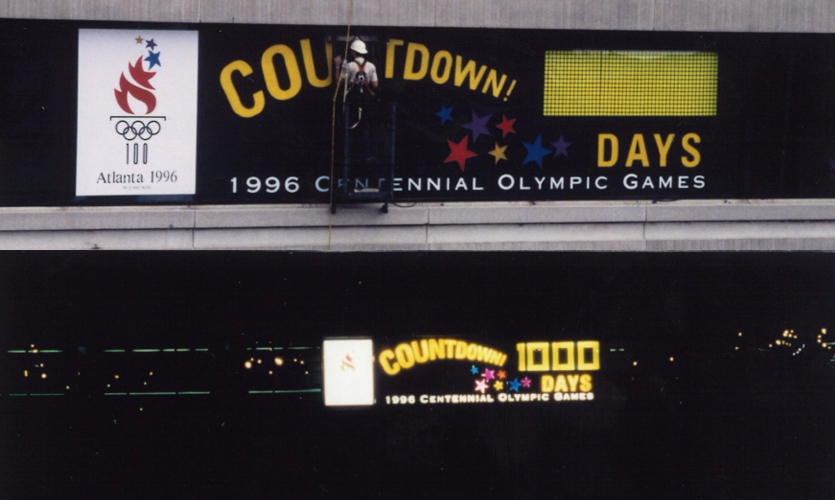 COUNTDOWN!
DAYS
Atlanta 1996
1996 CENTENNIAL OLYMPIC GAMES
COUNTDOWN! 1000
DAYS
1996 CENTENNIAL OLYMPIC GAMES